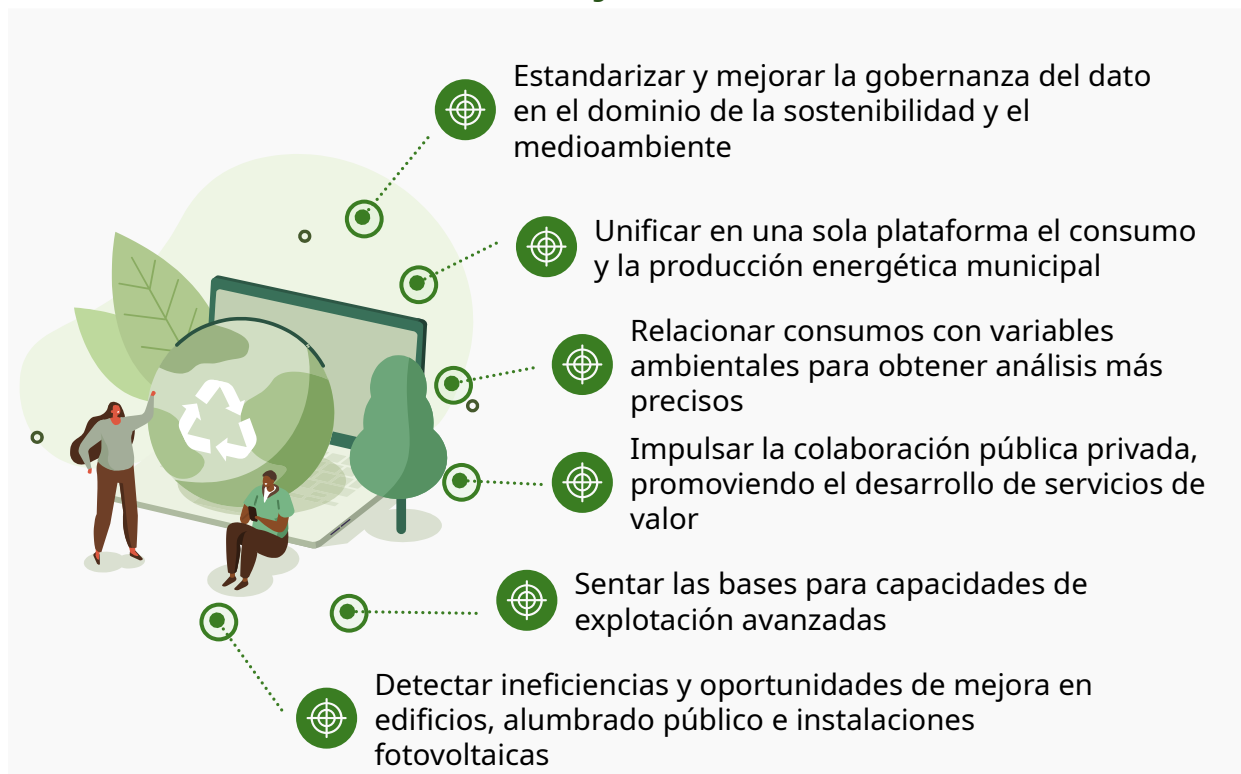 Estandarizar y mejorar la gobernanza del dato
en el dominio de la sostenibilidad y el
medioambiente
Unificar en una sola plataforma el consumo
y la producción energética municipal
Relacionar consumos con variables
ambientales para obtener análisis más
precisos
Impulsar la colaboración pública privada,
promoviendo el desarrollo de servicios de
valor
Sentar las bases para capacidades de
explotación avanzadas
Detectar ineficiencias y oportunidades de mejora en
edificios, alumbrado público e instalaciones
fotovoltaicas